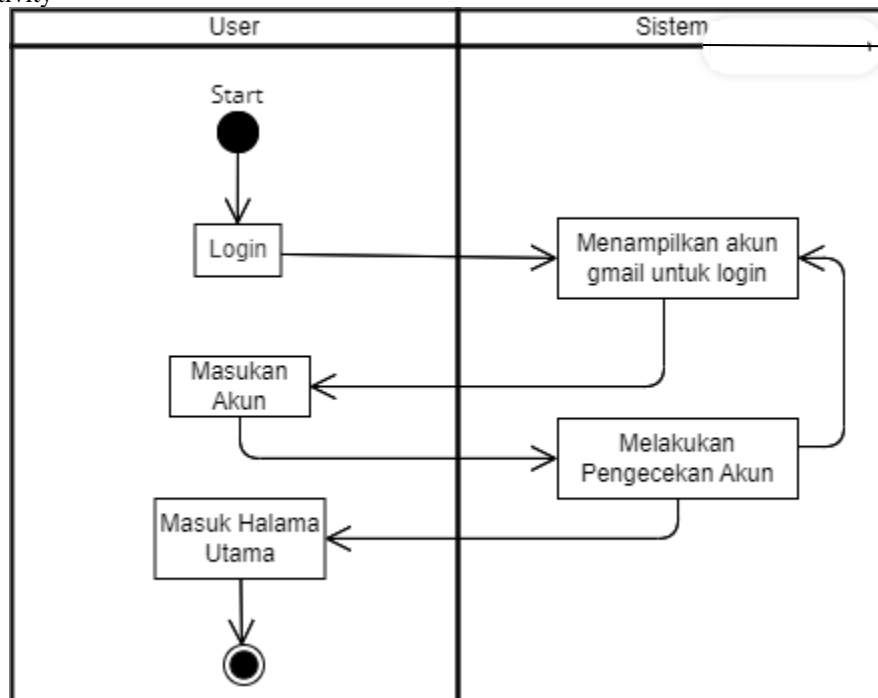 User
Sistem
Start
Login
Menampilkan akun
gmail untuk login
Masukan
Akun
Melakukan
Pengecekan Akun
Masuk Halama
Utama